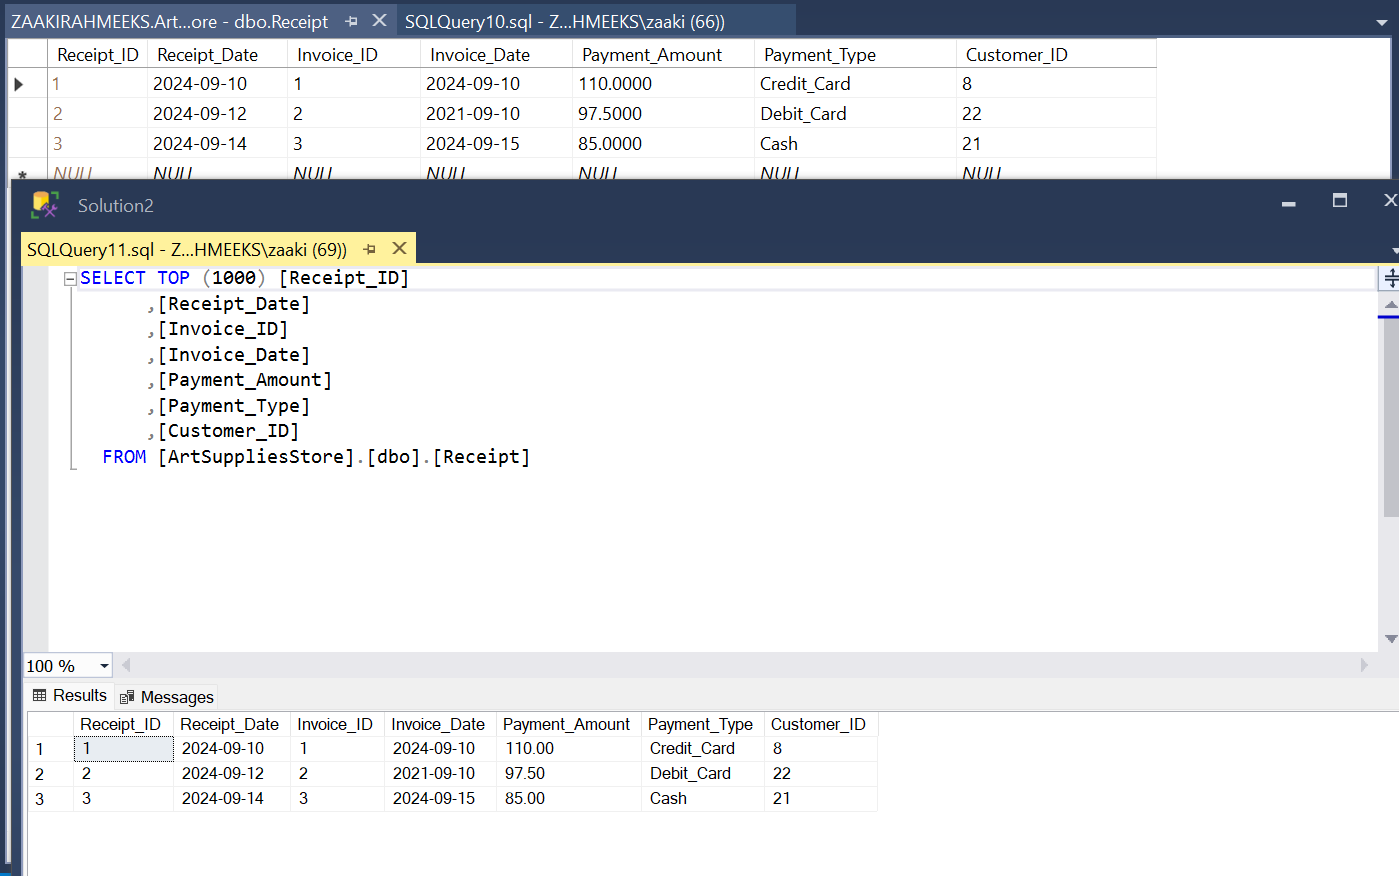 ZAAKIRAHMEEKS.Art...ore - dbo.Receipt SQLQuery10.sql - Z...HMEEKS\zaaki (66))
Receipt_ID Receipt_Date Invoice_ID Invoice_Date Payment_Amount Payment_Type Customer_ID
1 2024-09-10 1 2024-09-10 110.0000 Credit_Card 8
2 2024-09-12 2 2021-09-10 97.5000 Debit_Card 22
3 2024-09-14 3 2024-09-15 85.0000 Cash 21
* NULL NULL NULL NULL NULL NULL NULL
Solution2
SQLQuery11.sql - Z...HMEEKS\zaaki (69))
SELECT TOP (1000) [Receipt_ID]
,[Receipt_Date]
,[Invoice_ID]
,[Invoice_Date]
,[Payment_Amount]
,[Payment_Type]
,[Customer_ID]
FROM [ArtSuppliesStore].[dbo].[Receipt]
100 %
Results Messages
Receipt_ID Receipt_Date Invoice_ID Invoice_Date Payment_Amount Payment_Type Customer_ID
1 1 2024-09-10 1 2024-09-10 110.00 Credit_Card 8
2 2 2024-09-12 2 2021-09-10 97.50 Debit_Card 22
3 3 2024-09-14 3 2024-09-15 85.00 Cash 21